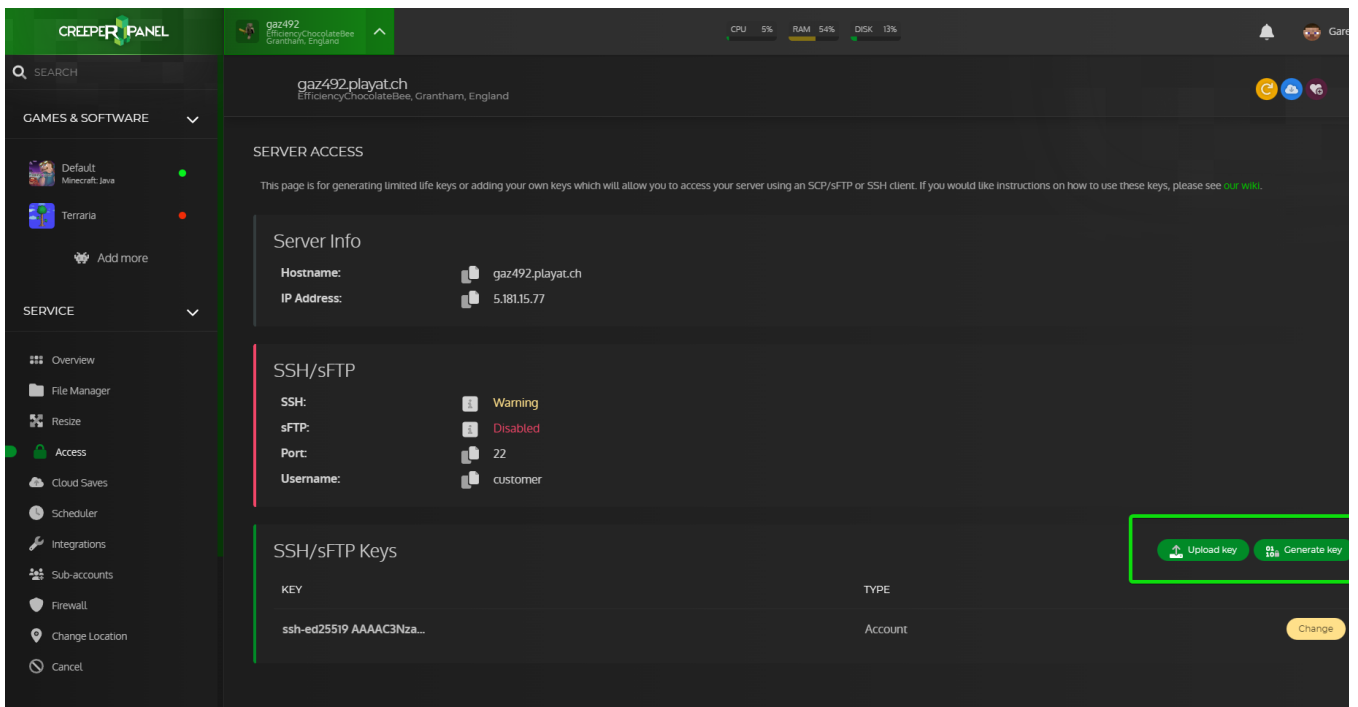 CREEPER PANEL
gaz492
EfficiencyChocolateBee
Grantham, England
CPU 5% RAM 54% DISK 13%
Gare
SEARCH
gaz492.playat.ch
EfficiencyChocolateBee, Grantham, England
GAMES & SOFTWARE
Default
Minecraft: Java
Terraria
Add more
SERVICE
Overview
File Manager
Resize
Access
Cloud Saves
Scheduler
Integrations
Sub-accounts
Firewall
Change Location
Cancel
SERVER ACCESS
This page is for generating limited life keys or adding your own keys which will allow you to access your server using an SCP/sFTP or SSH client. If you would like instructions on how to use these keys, please see our wiki.
Server Info
Hostname: gaz492.playat.ch
IP Address: 5.181.15.77
SSH/sFTP
SSH: Warning
sFTP: Disabled
Port: 22
Username: customer
SSH/sFTP Keys
Upload key Generate key
KEY TYPE
ssh-ed25519 AAAAC3Nza... Account Change